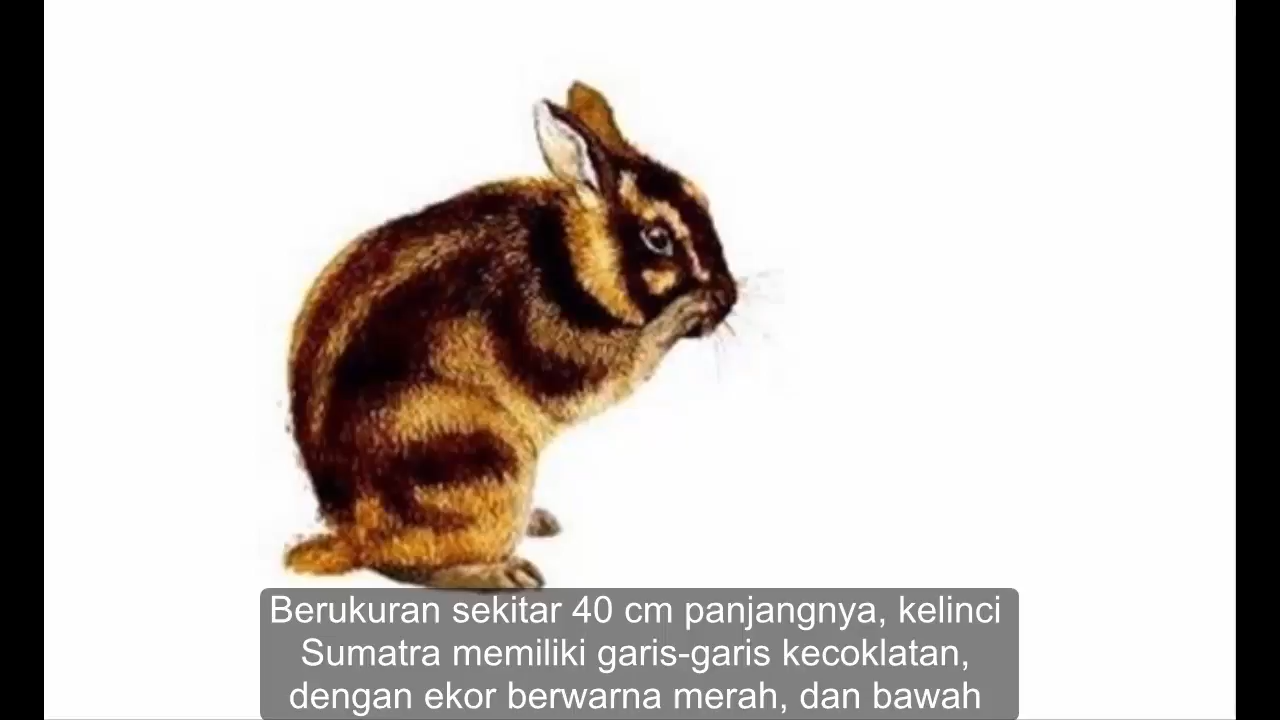 Berukuran sekitar 40 cm panjangnya, kelinci
Sumatra memiliki garis-garis kecoklatan,
dengan ekor berwarna merah, dan bawah